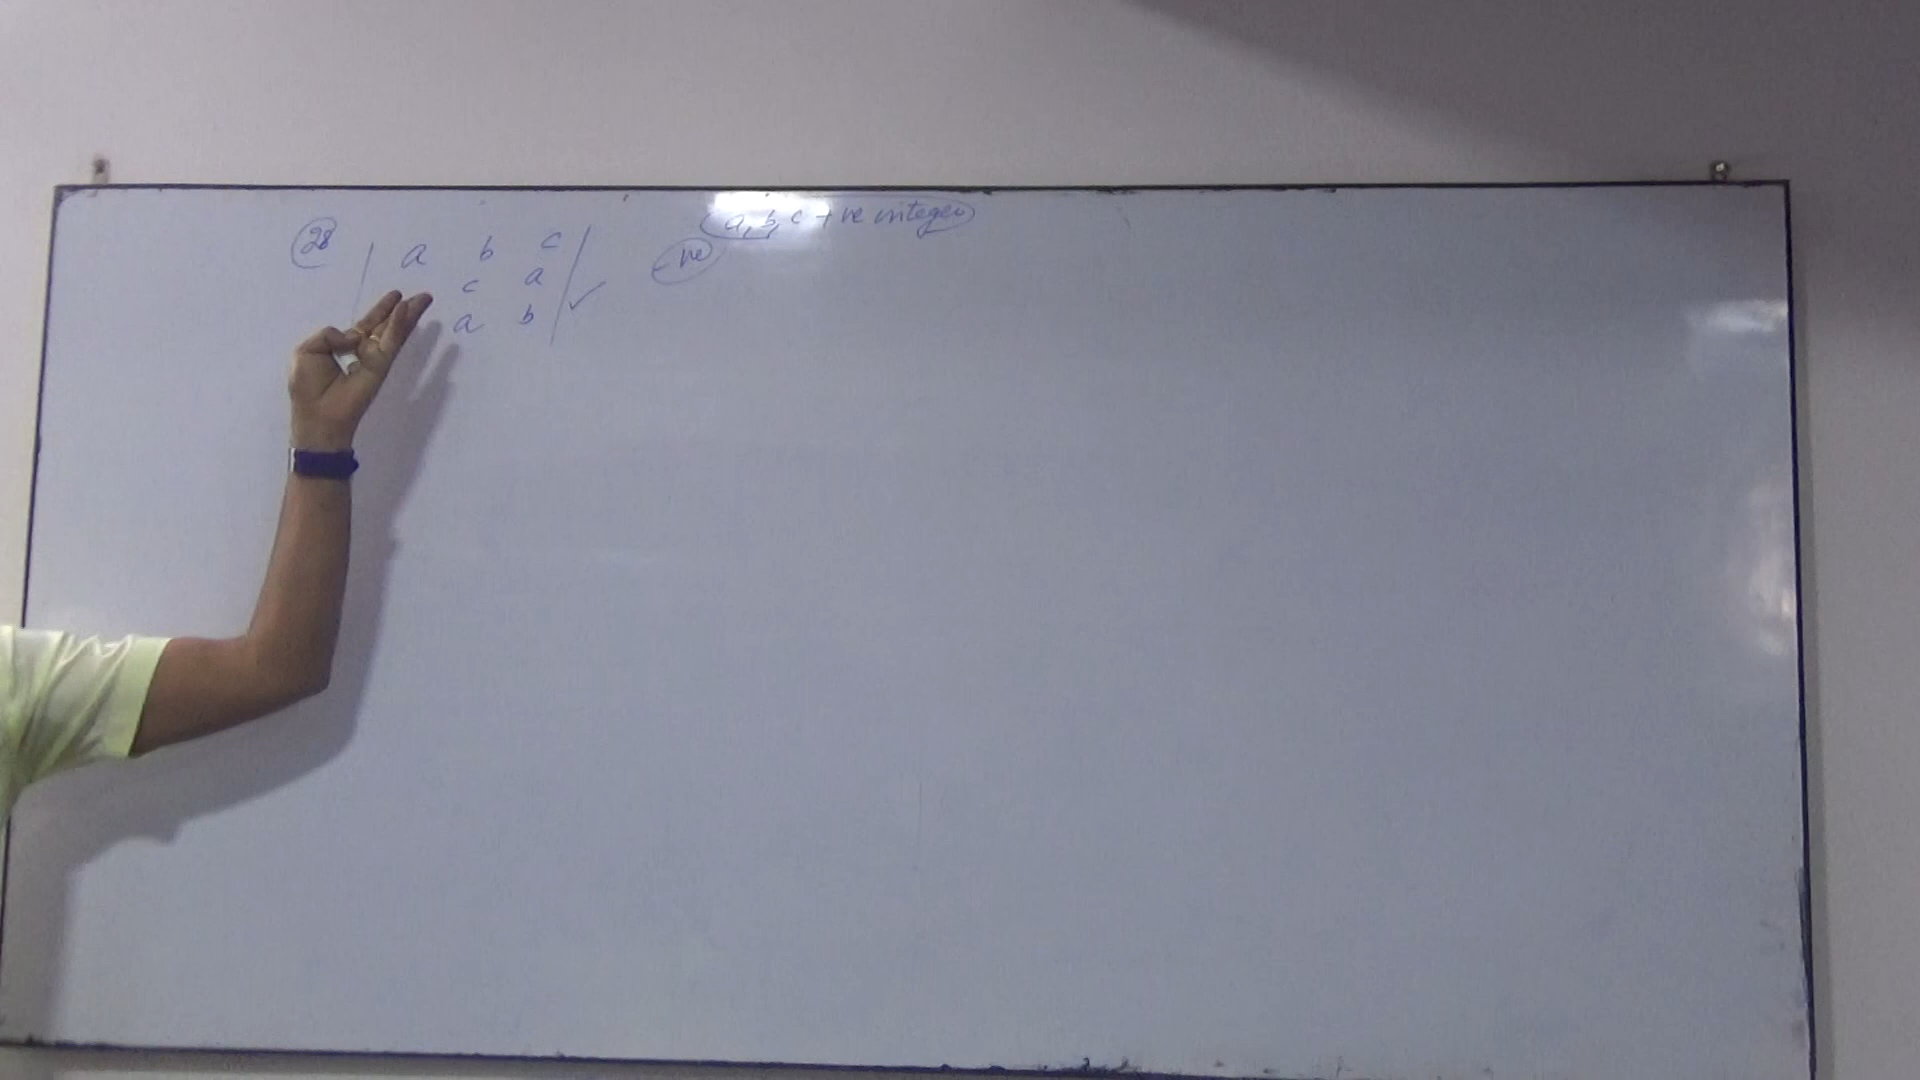 28 | a b c | a, b, c +ve integer
c a ✓ -ve
a b